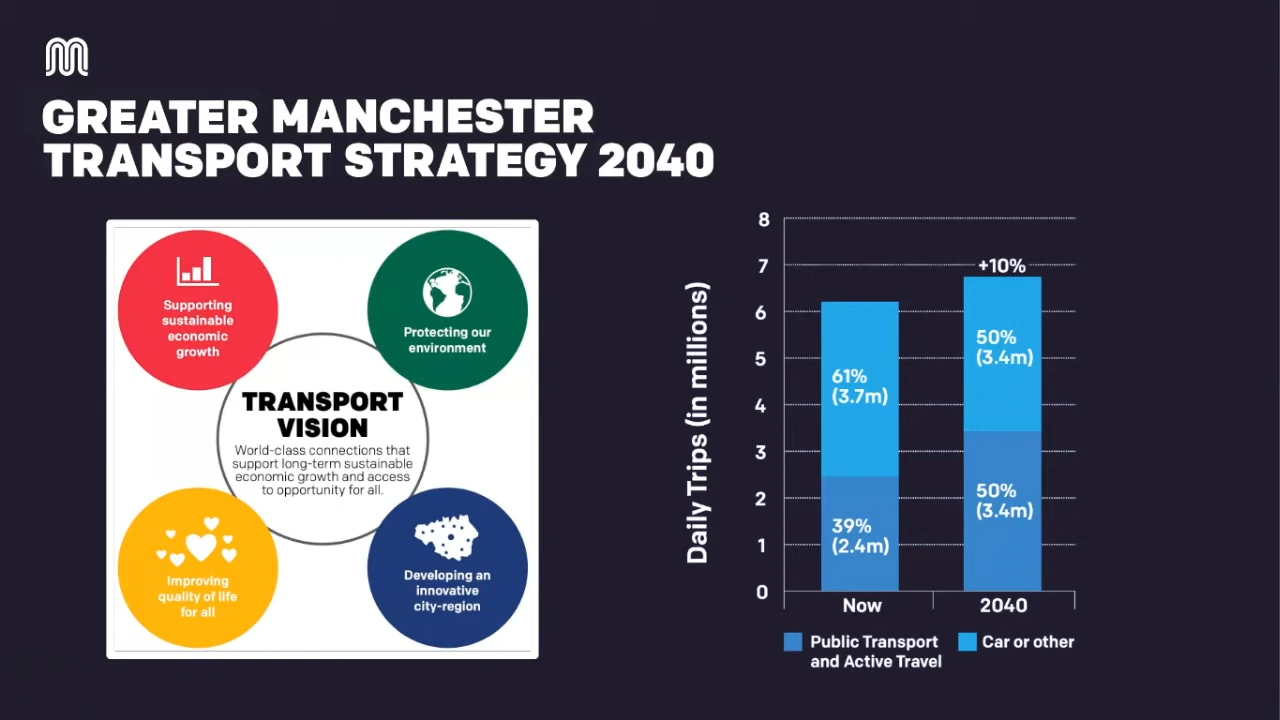 GREATER MANCHESTER
TRANSPORT STRATEGY 2040
Supporting
sustainable
economic
growth
Protecting our
environment
TRANSPORT
VISION
World-class connections that
support long-term sustainable
economic growth and access
to opportunity for all.
Improving
quality of life
for all
Developing an
innovative
city-region
Daily Trips (in millions)
8
7
6
5
4
3
2
1
0
+10%
61%
(3.7m)
39%
(2.4m)
50%
(3.4m)
50%
(3.4m)
Now
2040
Public Transport
and Active Travel
Car or other